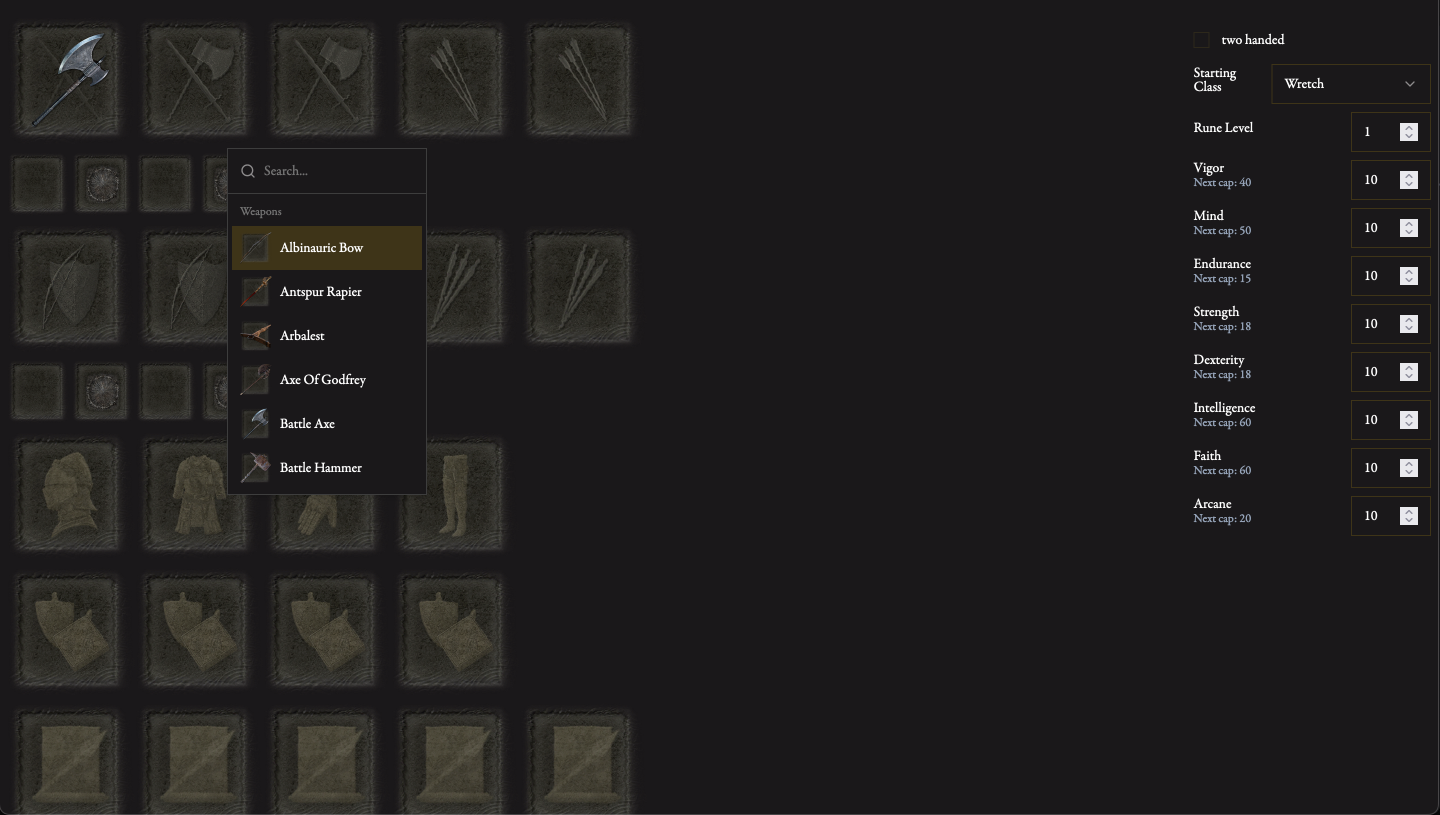 two handed
Starting
Class
Wretch
Rune Level
1
Search...
Weapons
Albinauric Bow
Antspur Rapier
Arbalest
Axe Of Godfrey
Battle Axe
Battle Hammer
Vigor
Next cap: 40
10
Mind
Next cap: 50
10
Endurance
Next cap: 15
10
Strength
Next cap: 18
10
Dexterity
Next cap: 18
10
Intelligence
Next cap: 60
10
Faith
Next cap: 60
10
Arcane
Next cap: 20
10